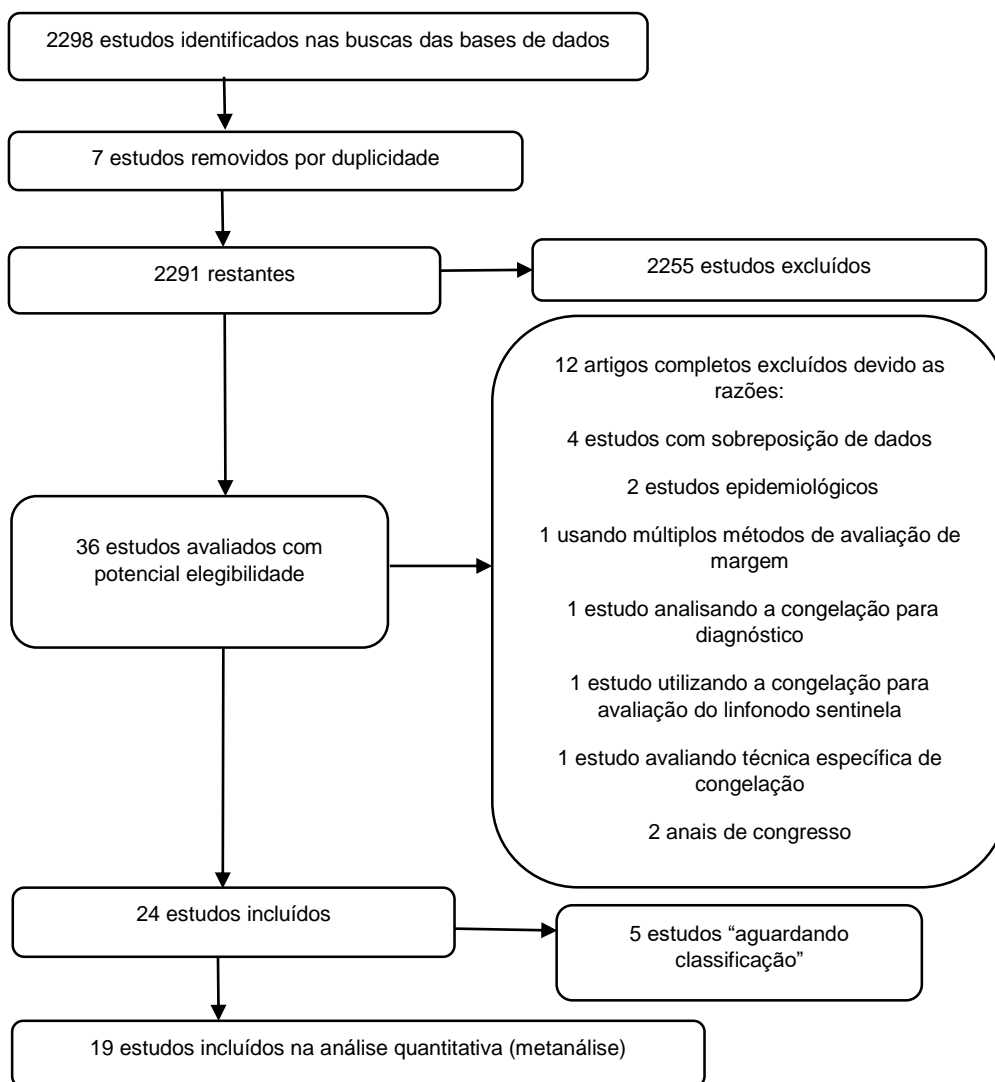 2298 estudos identificados nas buscas das bases de dados
7 estudos removidos por duplicidade
2291 restantes
2255 estudos excluídos
12 artigos completos excluídos devido as
razões:
4 estudos com sobreposição de dados
2 estudos epidemiológicos
1 usando múltiplos métodos de avaliação de
margem
1 estudo analisando a congelação para
diagnóstico
1 estudo utilizando a congelação para
avaliação do linfonodo sentinela
1 estudo avaliando técnica específica de
congelação
2 anais de congresso
36 estudos avaliados com
potencial elegibilidade
24 estudos incluídos
5 estudos “aguardando
classificação”
19 estudos incluídos na análise quantitativa (metanálise)